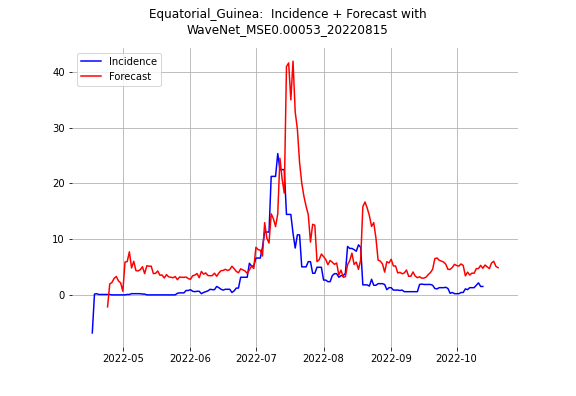 Equatorial_Guinea:  Incidence + Forecast with
WaveNet_MSE0.00053_20220815
Incidence
Forecast
40
30
20
10
0
2022-05
2022-06
2022-07
2022-08
2022-09
2022-10